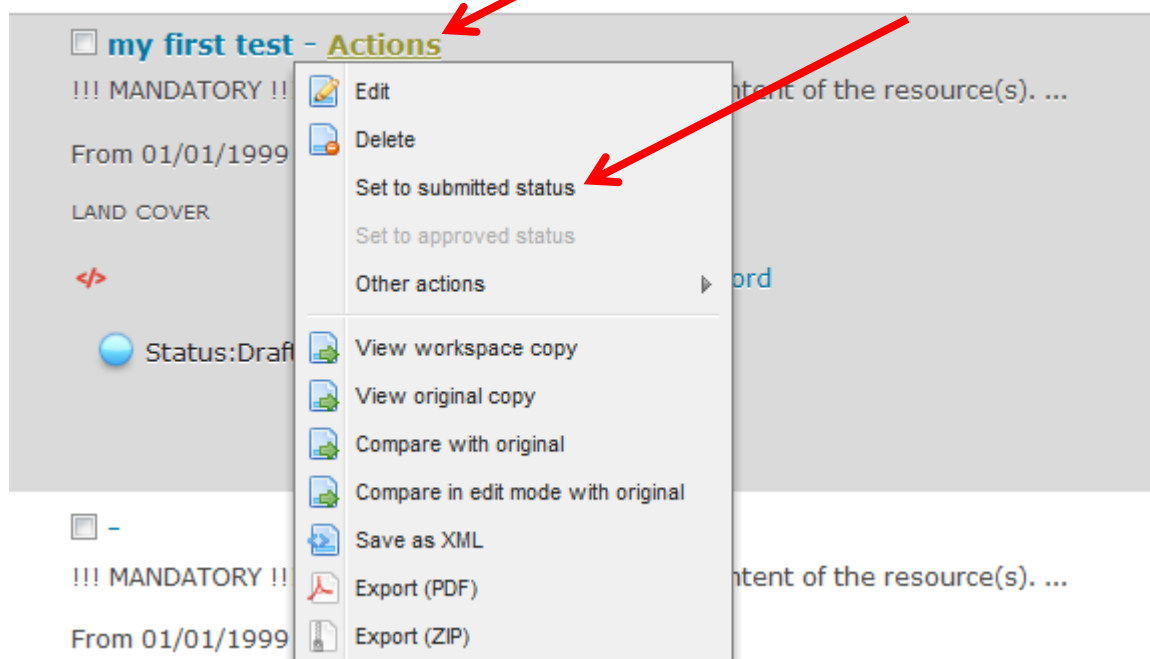 my first test - Actions
!!! MANDATORY !!
ntent of the resource(s). ...
From 01/01/1999
LAND COVER
</>
ord
Status:Draft
Edit
Delete
Set to submitted status
Set to approved status
Other actions
View workspace copy
View original copy
Compare with original
Compare in edit mode with original
Save as XML
Export (PDF)
Export (ZIP)
-
!!! MANDATORY !!
ntent of the resource(s). ...
From 01/01/1999